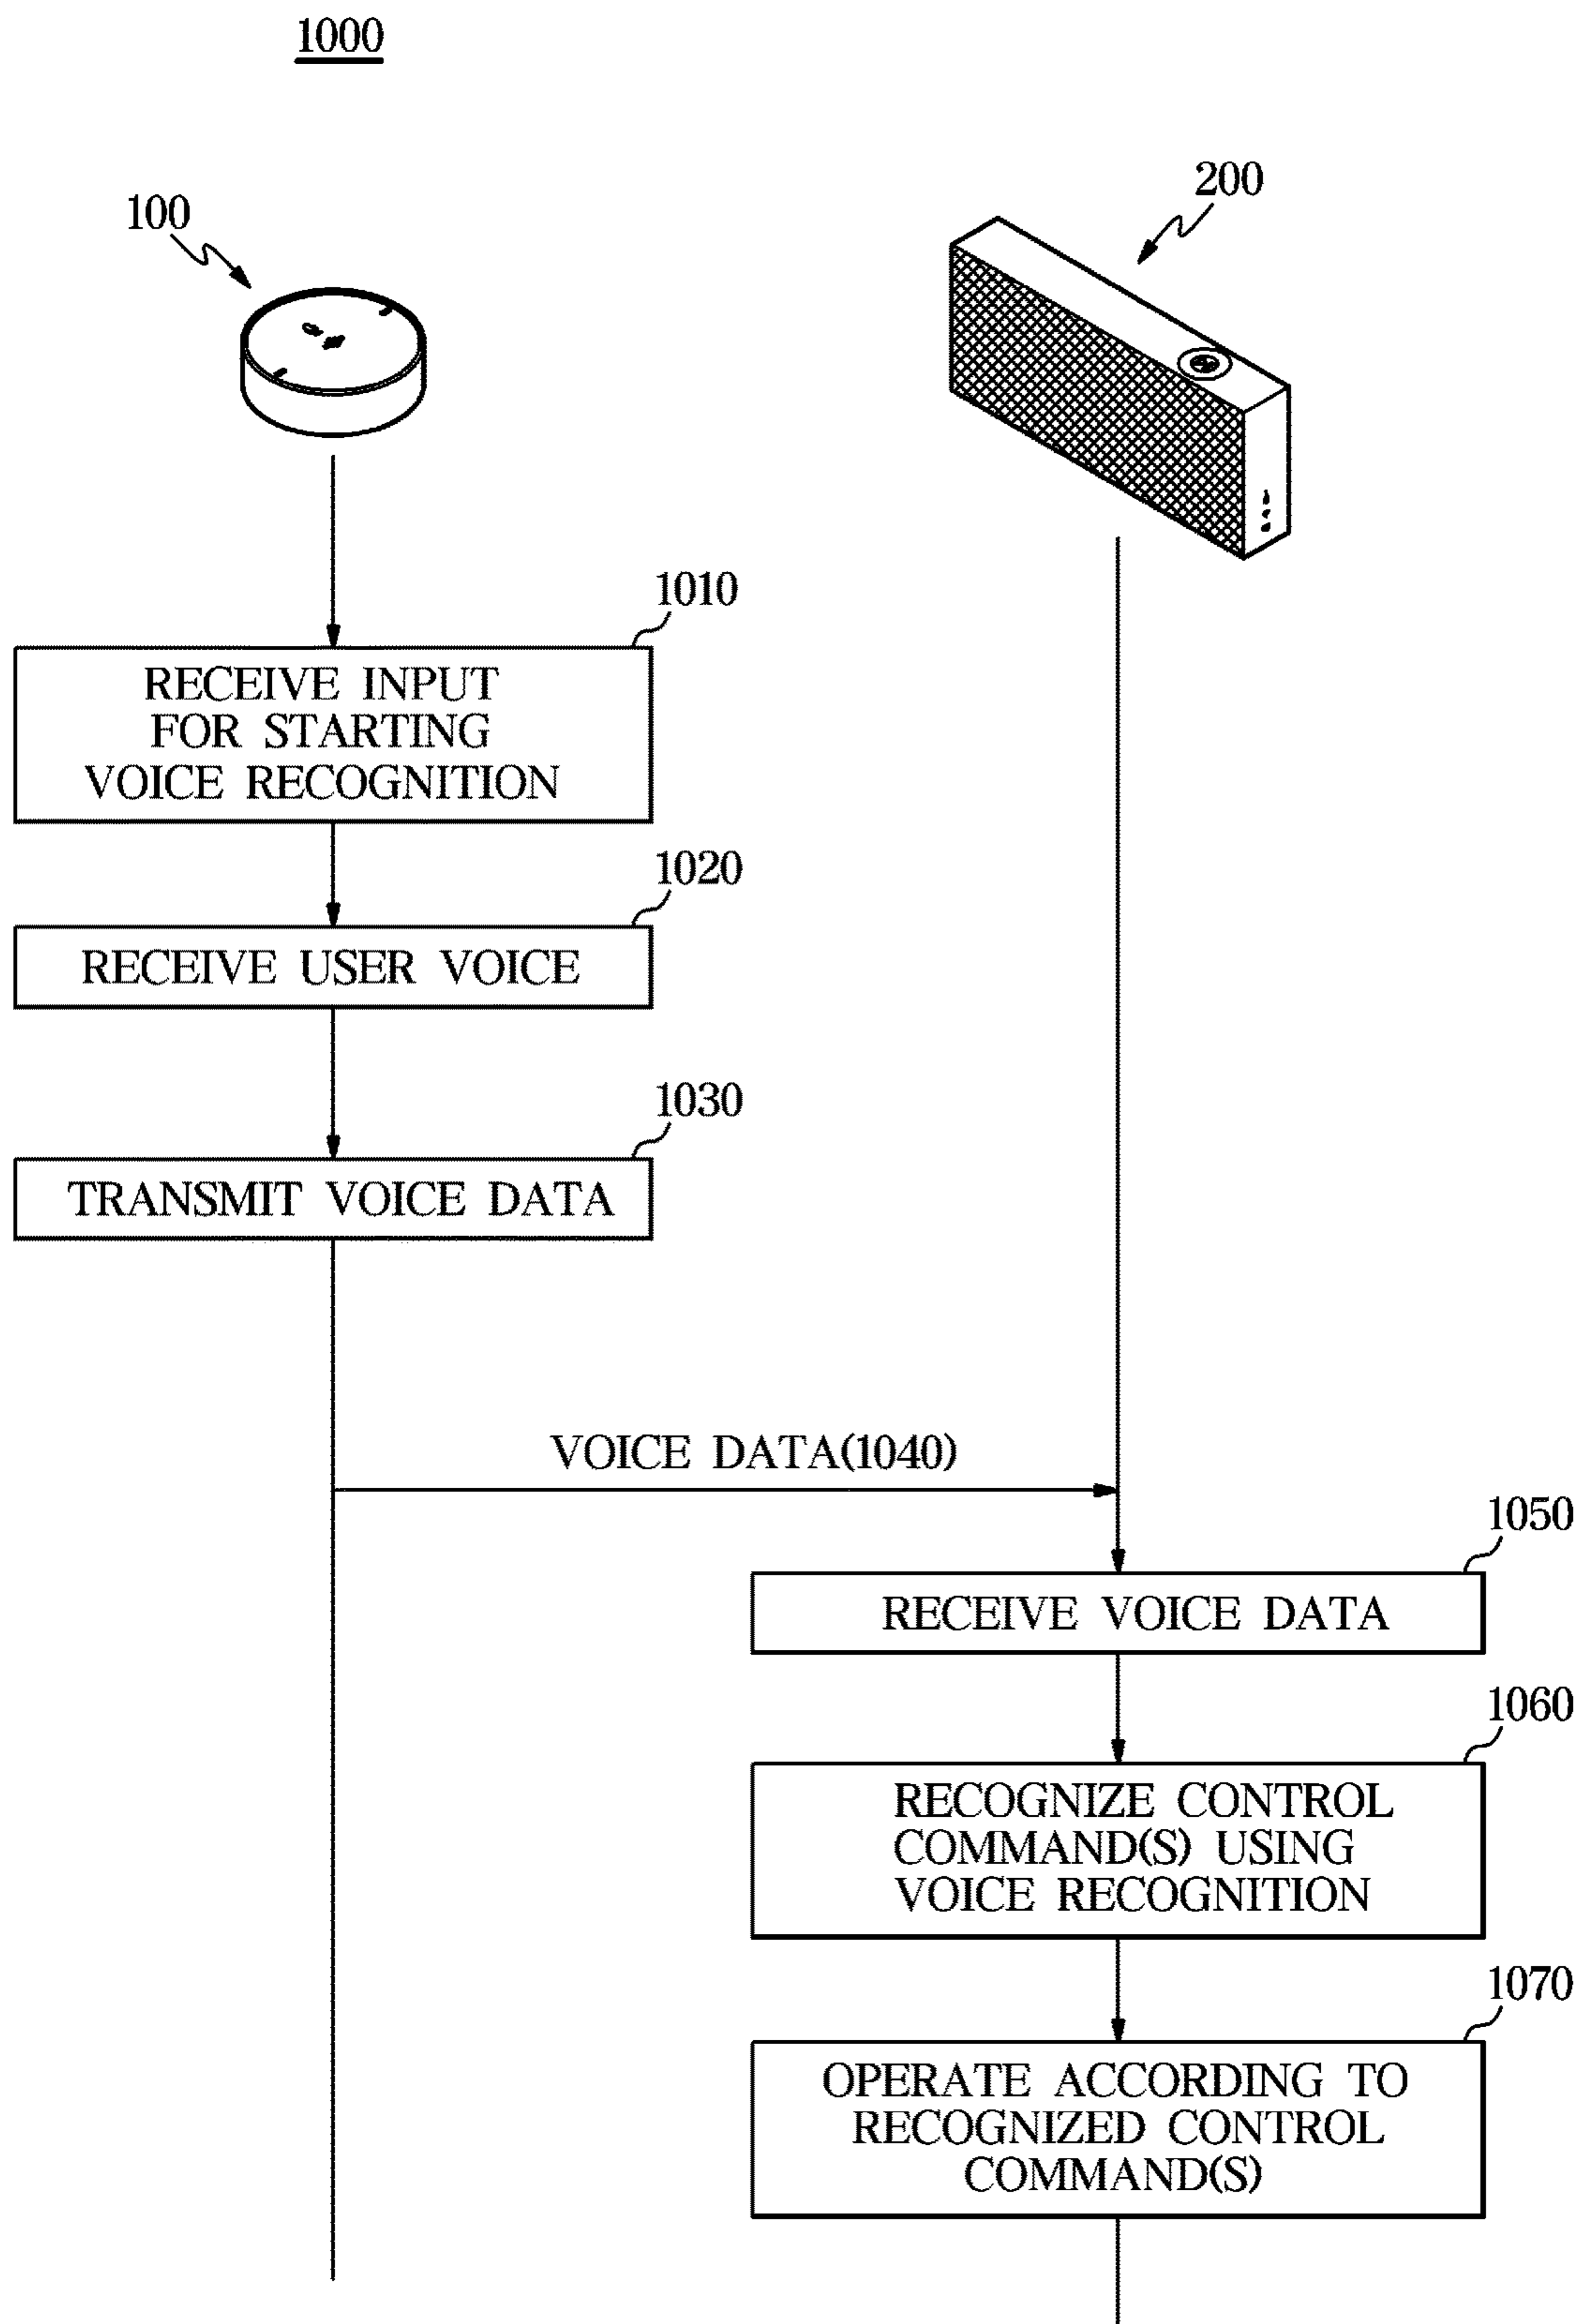 1000
100
200
1010
RECEIVE INPUT
FOR STARTING
VOICE RECOGNITION
1020
RECEIVE USER VOICE
1030
TRANSMIT VOICE DATA
VOICE DATA(1040)
1050
RECEIVE VOICE DATA
1060
RECOGNIZE CONTROL
COMMAND(S) USING
VOICE RECOGNITION
1070
OPERATE ACCORDING TO
RECOGNIZED CONTROL
COMMAND(S)